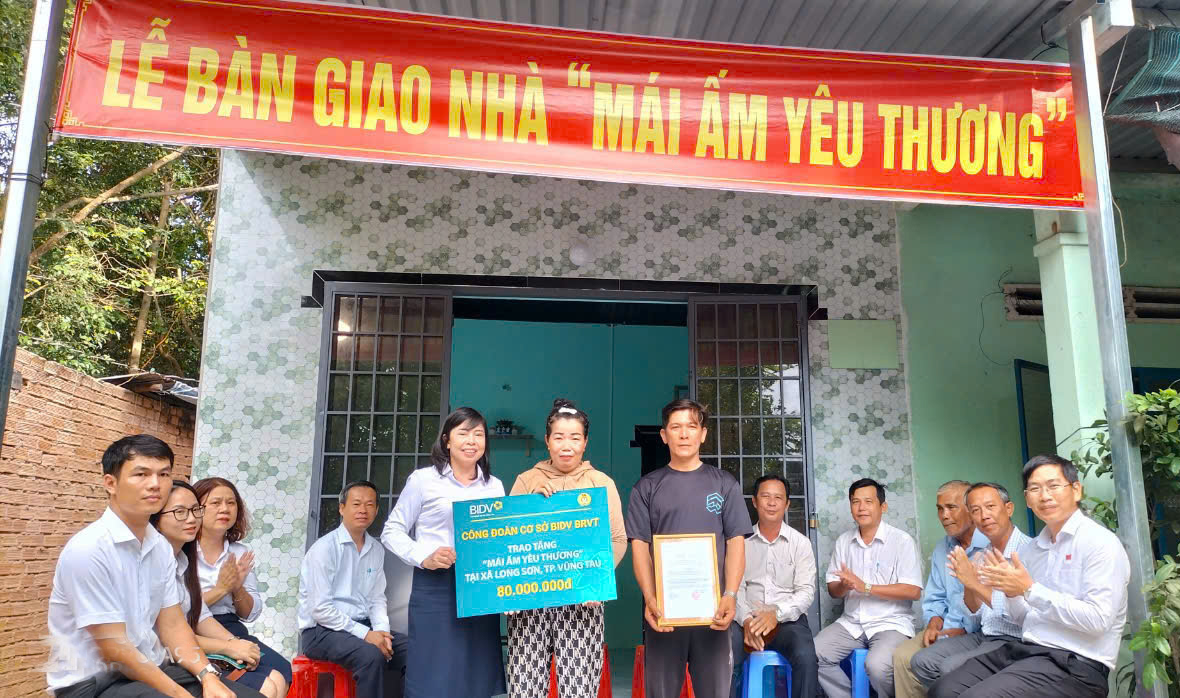 LỄ BÀN GIAO NHÀ “MÁI ẤM YÊU THƯƠNG”
BIDV
CÔNG ĐOÀN CƠ SỞ BIDV BRVT
TRAO TẶNG
"MÁI ẤM YÊU THƯƠNG"
TẠI XÃ LONG SƠN, TP. VŨNG TÀU
80.000.000đ